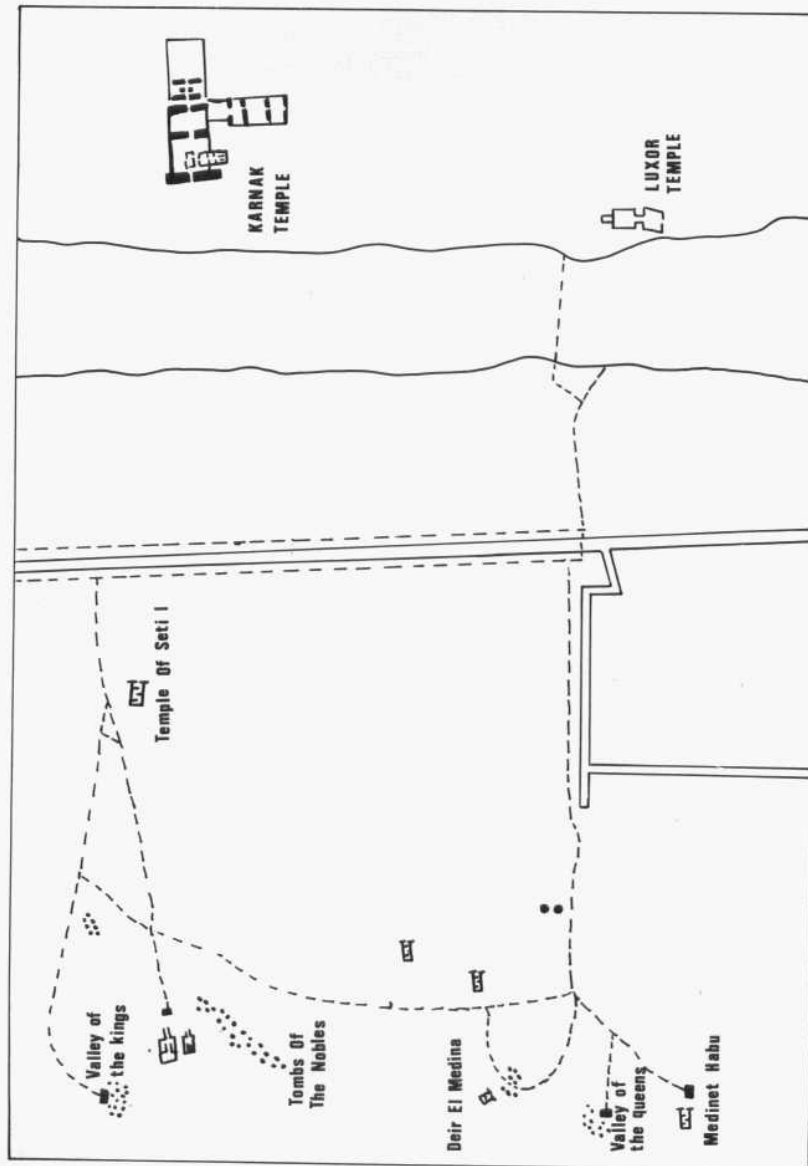 KARNAK
TEMPLE
LUXOR
TEMPLE
Temple Of Seti I
Valley of
the kings
Tombs Of
The Nobles
Deir El Medina
Valley of
the queens
Medinet Habu